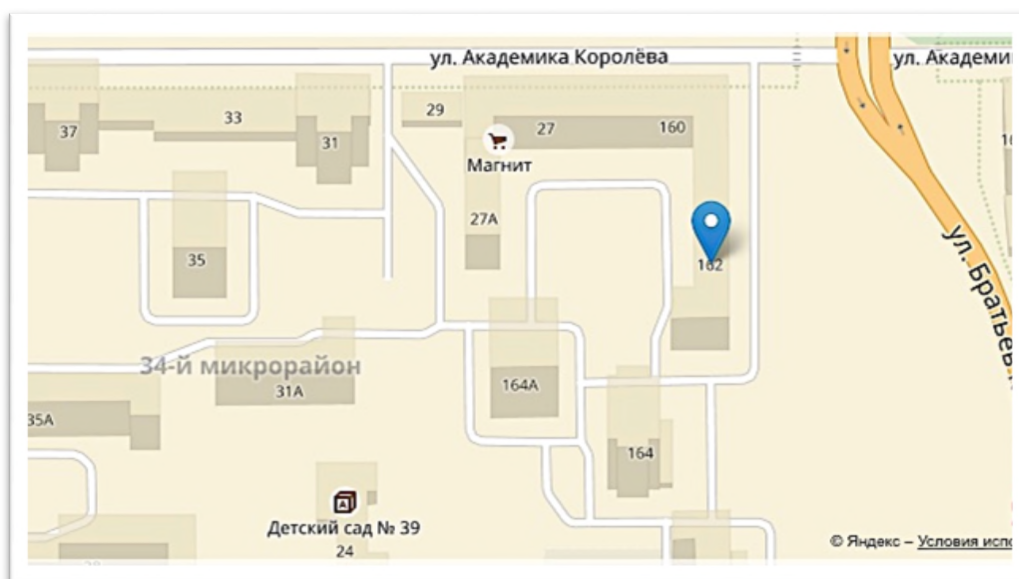 ул. Академика Королёва
ул. Академи
37
33
31
29
27
160
Магнит
27А
35
162
ул. Братьев
34-й микрорайон
31А
164А
35А
164
Детский сад № 39
24
© Яндекс – Условия испо